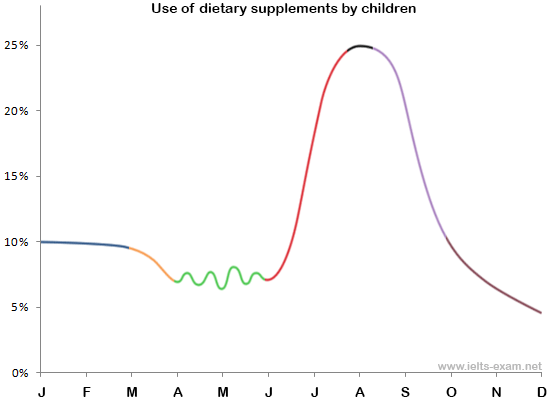 Use of dietary supplements by children
25%
20%
15%
10%
5%
0%
www.ielts-exam.net
J F M A M J J A S O N D